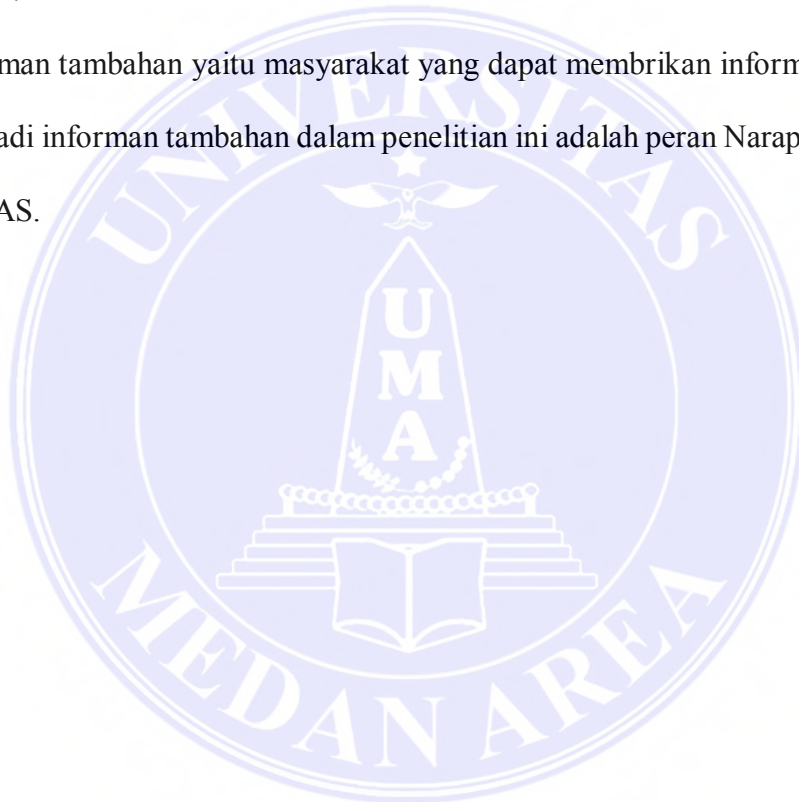 man tambahan yaitu masyarakat yang dapat membrikan inform
adi informan tambahan dalam penelitian ini adalah peran Narap
AS.
UNIVERSITAS
UMA
MEDAN AREA